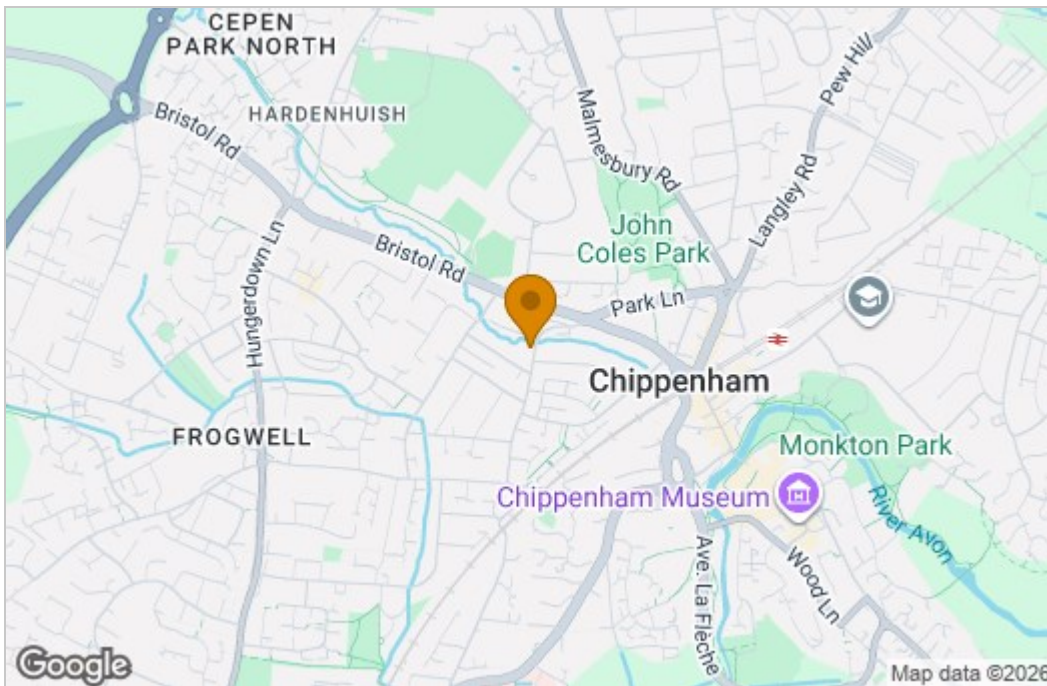 CEPEN
PARK NORTH
HARDENHUISH
Bristol Rd
Malmesbury Rd
Pew Hill
Langley Rd
John
Coles Park
Bristol Rd
Hungerdown Ln
Park Ln
Chippenham
FROGWELL
Monkton Park
Chippenham Museum
River Avon
Wood Ln
Ave. La Flèche
Google
Map data ©2026